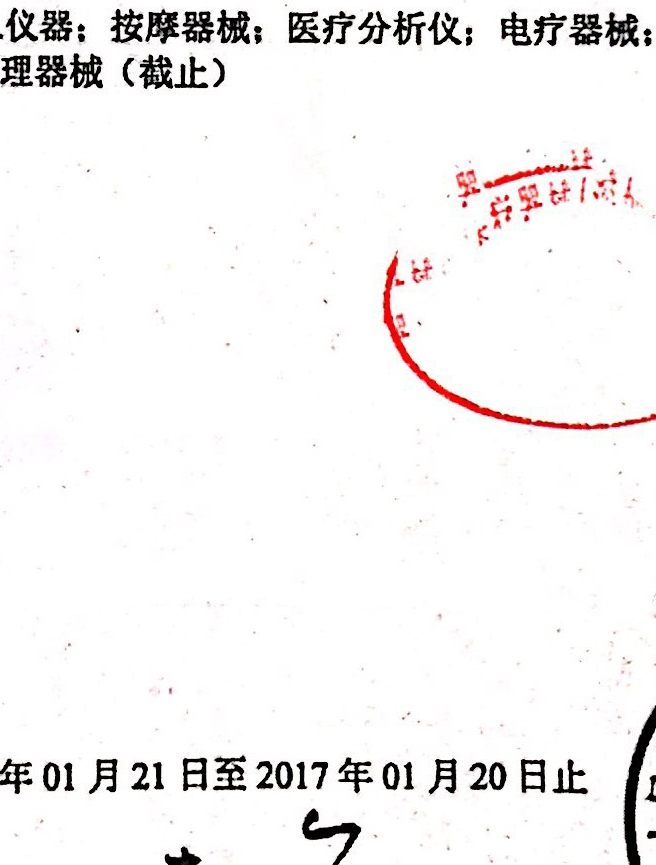 仪器；按摩器械；医疗分析仪；电疗器械；
理器械（截止）
年 01 月 21 日至 2017 年 01 月 20 日止